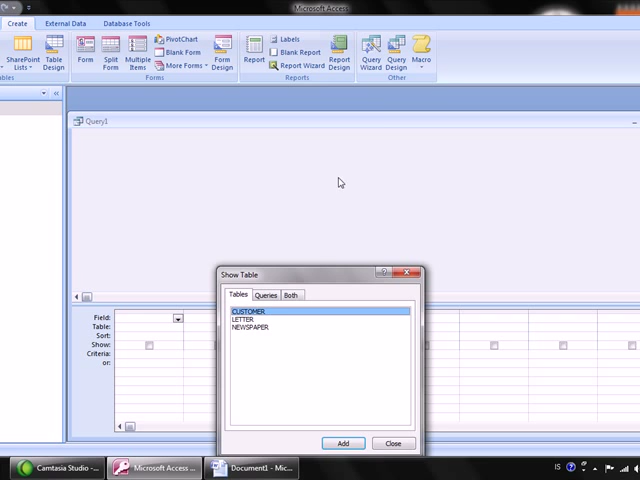 Microsoft Access
Create External Data Database Tools
SharePoint Lists Table Design Form Split Form Multiple Items PivotChart Blank Form More Forms Form Design Report Labels Blank Report Report Wizard Report Design Query Wizard Query Design Macro
Forms Reports Other
Query1
Show Table
Tables Queries Both
CUSTOMER
LETTER
NEWSPAPER
Field:
Table:
Sort:
Show:
Criteria:
or:
Add Close
Camtasia Studio -... Microsoft Access ... Document1 - Mic... IS